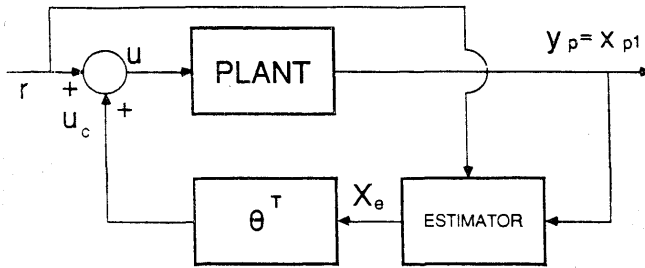 y p = x p1
u
PLANT
r
+
+
u c
X e
θ T
ESTIMATOR